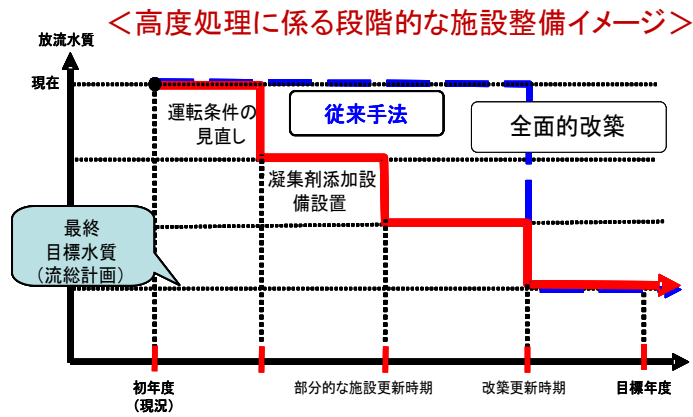 ＜高度処理に係る段階的な施設整備イメージ＞
放流水質
現在
運転条件の
見直し
従来手法
全面的改築
凝集剤添加設
備設置
最終
目標水質
（流総計画）
初年度
（現況）
部分的な施設更新時期
改築更新時期
目標年度